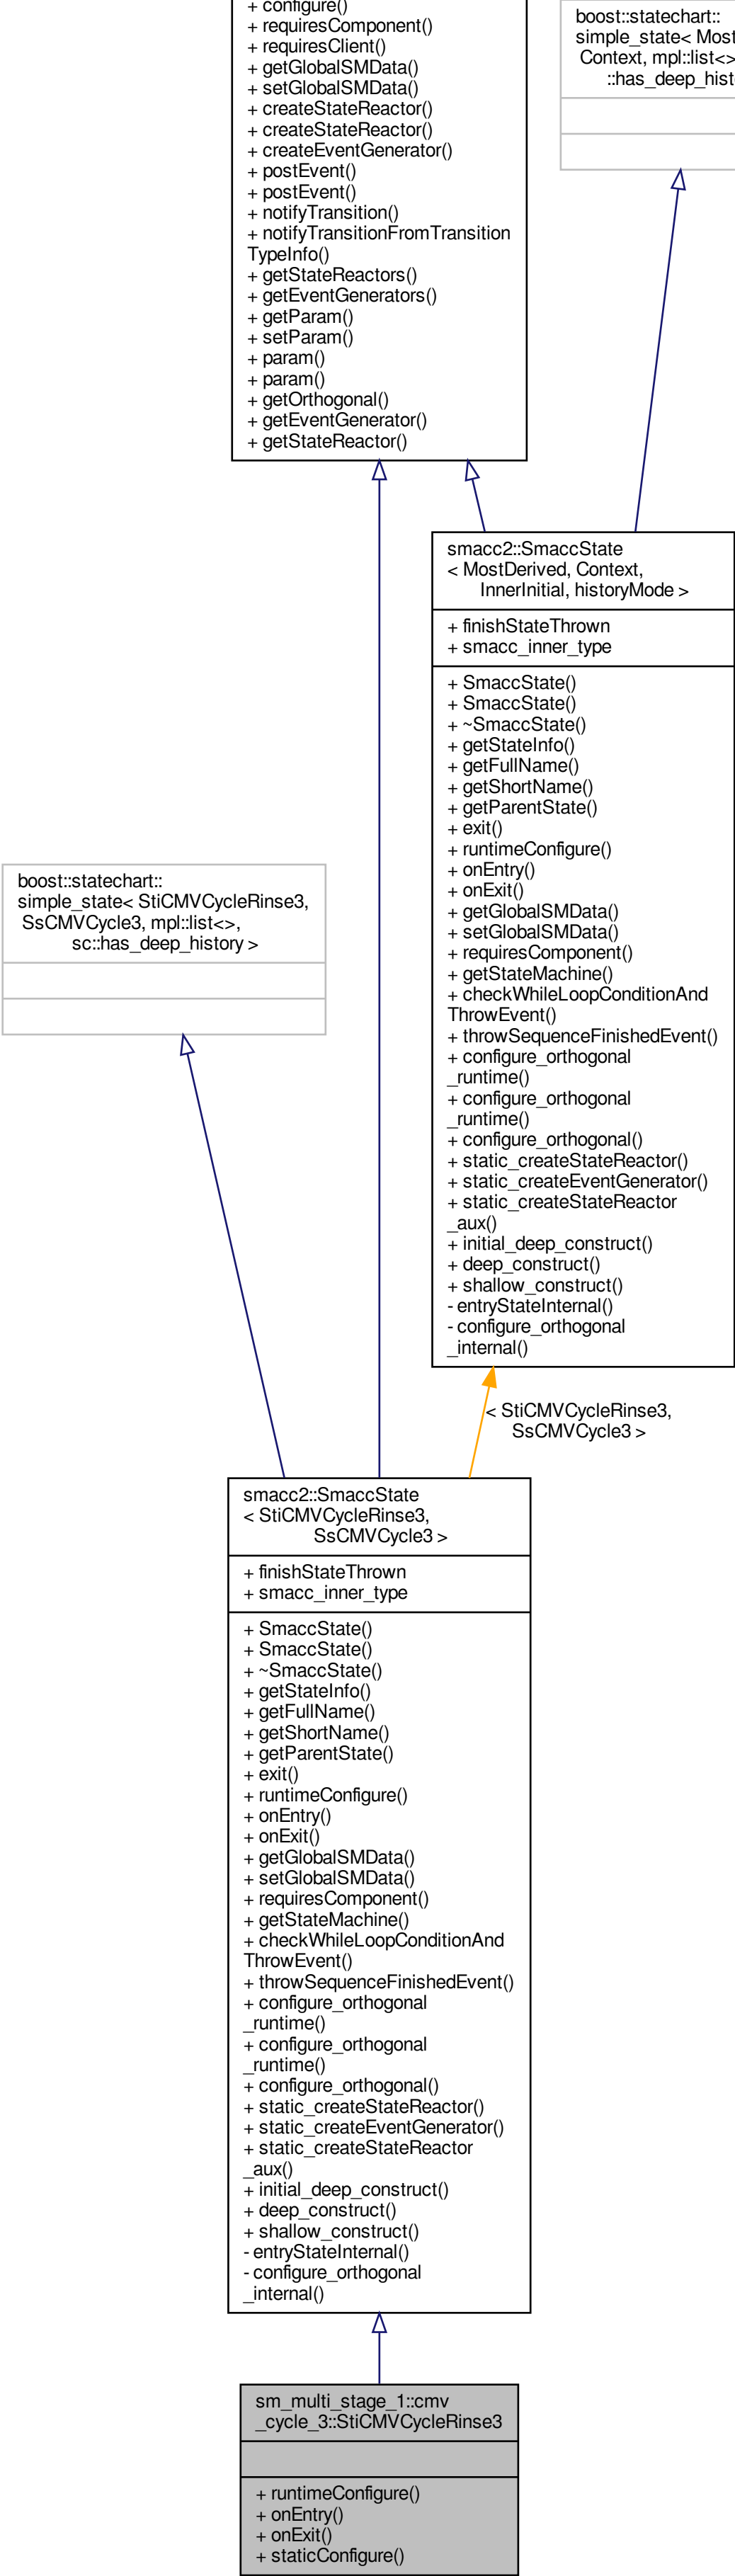 + configure()
+ requiresComponent()
+ requiresClient()
+ getGlobalSMData()
+ setGlobalSMData()
+ createStateReactor()
+ createStateReactor()
+ createEventGenerator()
+ postEvent()
+ postEvent()
+ notifyTransition()
+ notifyTransitionFromTransition
TypeInfo()
+ getStateReactors()
+ getEventGenerators()
+ getParam()
+ setParam()
+ param()
+ param()
+ getOrthogonal()
+ getEventGenerator()
+ getStateReactor()
boost::statechart::
simple_state< Most
Context, mpl::list<>
::has_deep_hist
smacc2::SmaccState
< MostDerived, Context,
InnerInitial, historyMode >
+ finishStateThrown
+ smacc_inner_type
+ SmaccState()
+ SmaccState()
+ ~SmaccState()
+ getStateInfo()
+ getFullName()
+ getShortName()
+ getParentState()
+ exit()
+ runtimeConfigure()
+ onEntry()
+ onExit()
+ getGlobalSMData()
+ setGlobalSMData()
+ requiresComponent()
+ getStateMachine()
+ checkWhileLoopConditionAnd
ThrowEvent()
+ throwSequenceFinishedEvent()
+ configure_orthogonal
_runtime()
+ configure_orthogonal
_runtime()
+ configure_orthogonal()
+ static_createStateReactor()
+ static_createEventGenerator()
+ static_createStateReactor
_aux()
+ initial_deep_construct()
+ deep_construct()
+ shallow_construct()
- entryStateInternal()
- configure_orthogonal
_internal()
boost::statechart::
simple_state< StiCMVCycleRinse3,
SsCMVCycle3, mpl::list<>,
sc::has_deep_history >
< StiCMVCycleRinse3,
SsCMVCycle3 >
smacc2::SmaccState
< StiCMVCycleRinse3,
SsCMVCycle3 >
+ finishStateThrown
+ smacc_inner_type
+ SmaccState()
+ SmaccState()
+ ~SmaccState()
+ getStateInfo()
+ getFullName()
+ getShortName()
+ getParentState()
+ exit()
+ runtimeConfigure()
+ onEntry()
+ onExit()
+ getGlobalSMData()
+ setGlobalSMData()
+ requiresComponent()
+ getStateMachine()
+ checkWhileLoopConditionAnd
ThrowEvent()
+ throwSequenceFinishedEvent()
+ configure_orthogonal
_runtime()
+ configure_orthogonal
_runtime()
+ configure_orthogonal()
+ static_createStateReactor()
+ static_createEventGenerator()
+ static_createStateReactor
_aux()
+ initial_deep_construct()
+ deep_construct()
+ shallow_construct()
- entryStateInternal()
- configure_orthogonal
_internal()
sm_multi_stage_1::cmv
_cycle_3::StiCMVCycleRinse3
+ runtimeConfigure()
+ onEntry()
+ onExit()
+ staticConfigure()